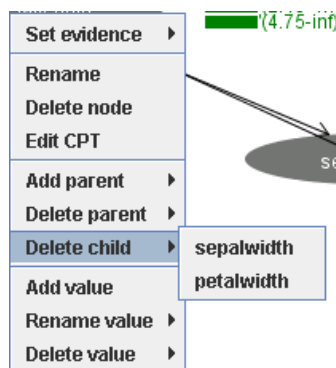 Set evidence
'(4.75-inf)
Rename
Delete node
Edit CPT
Add parent
Delete parent
Delete child
sepalwidth
petalwidth
Add value
Rename value
Delete value